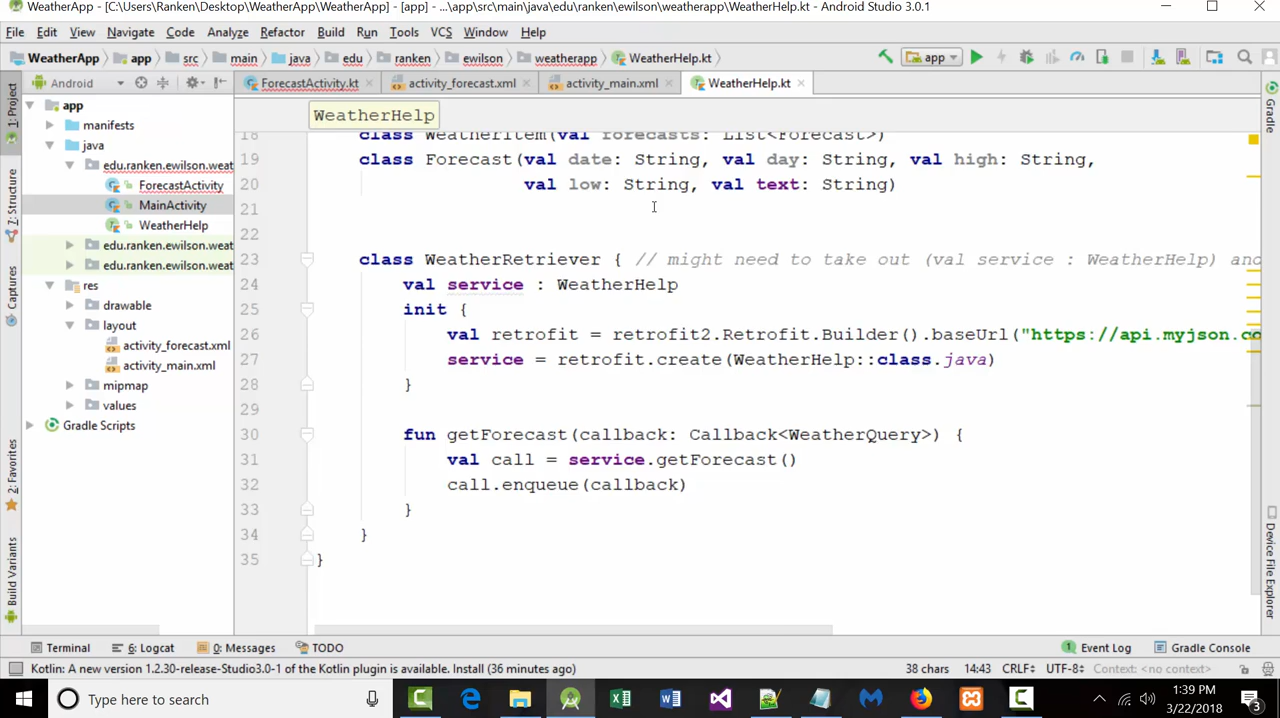 WeatherApp - [C:\Users\Ranken\Desktop\WeatherApp\WeatherApp] - [app] - ...\app\src\main\java\edu\ranken\ewilson\weatherapp\WeatherHelp.kt - Android Studio 3.0.1
File Edit View Navigate Code Analyze Refactor Build Run Tools VCS Window Help
WeatherApp app src main java edu ranken ewilson weatherapp WeatherHelp.kt app
Android ForecastActivity.kt activity_forecast.xml activity_main.xml WeatherHelp.kt
1: Project
7: Structure
Captures
2: Favorites
Build Variants
app
manifests
java
edu.ranken.ewilson.weat
ForecastActivity
MainActivity
WeatherHelp
edu.ranken.ewilson.weat
edu.ranken.ewilson.weat
res
drawable
layout
activity_forecast.xml
activity_main.xml
mipmap
values
Gradle Scripts
WeatherHelp
18 class WeatherItem(val forecasts: List<Forecast>)
19 class Forecast(val date: String, val day: String, val high: String,
20 val low: String, val text: String)
21
22
23 class WeatherRetriever { // might need to take out (val service : WeatherHelp) and
24 val service : WeatherHelp
25 init {
26 val retrofit = retrofit2.Retrofit.Builder().baseUrl("https://api.myjson.co
27 service = retrofit.create(WeatherHelp::class.java)
28 }
29
30 fun getForecast(callback: Callback<WeatherQuery>) {
31 val call = service.getForecast()
32 call.enqueue(callback)
33 }
34 }
35 }
Gradle
Device File Explorer
Terminal 6: Logcat 0: Messages TODO 1 Event Log Gradle Console
Kotlin: A new version 1.2.30-release-Studio3.0-1 of the Kotlin plugin is available. Install (36 minutes ago) 38 chars 14:43 CRLF÷ UTF-8÷ Context: <no context>
Type here to search 1:39 PM
3/22/2018 3